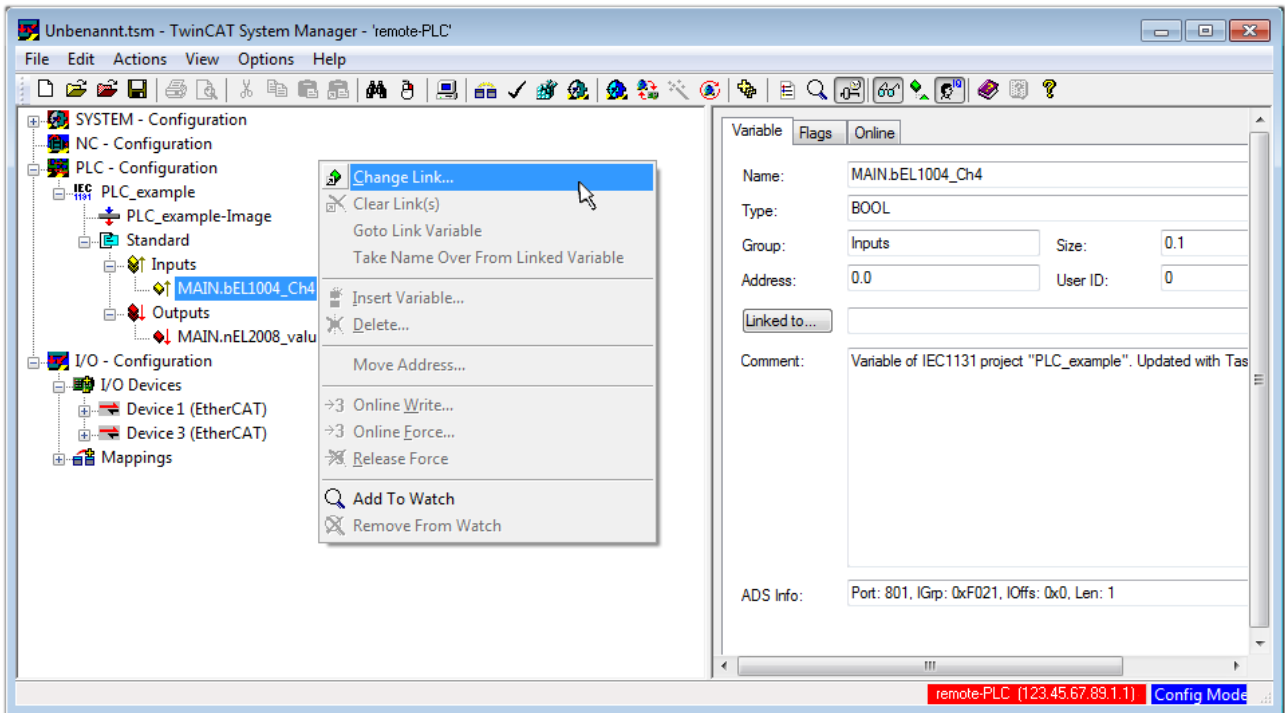 Unbenannt.tsm - TwinCAT System Manager - 'remote-PLC'
File Edit Actions View Options Help
SYSTEM - Configuration
NC - Configuration
PLC - Configuration
IEC 1131 PLC_example
PLC_example-Image
Standard
Inputs
MAIN.bEL1004_Ch4
Outputs
MAIN.nEL2008_valu
I/O - Configuration
I/O Devices
Device 1 (EtherCAT)
Device 3 (EtherCAT)
Mappings
Change Link...
Clear Link(s)
Goto Link Variable
Take Name Over From Linked Variable
Insert Variable...
Delete...
Move Address...
→3 Online Write...
→3 Online Force...
Release Force
Add To Watch
Remove From Watch
Variable Flags Online
Name: MAIN.bEL1004_Ch4
Type: BOOL
Group: Inputs Size: 0.1
Address: 0.0 User ID: 0
Linked to...
Comment: Variable of IEC1131 project "PLC_example". Updated with Tas
ADS Info: Port: 801, IGrp: 0xF021, IOffs: 0x0, Len: 1
remote-PLC (123.45.67.89.1.1) Config Mode